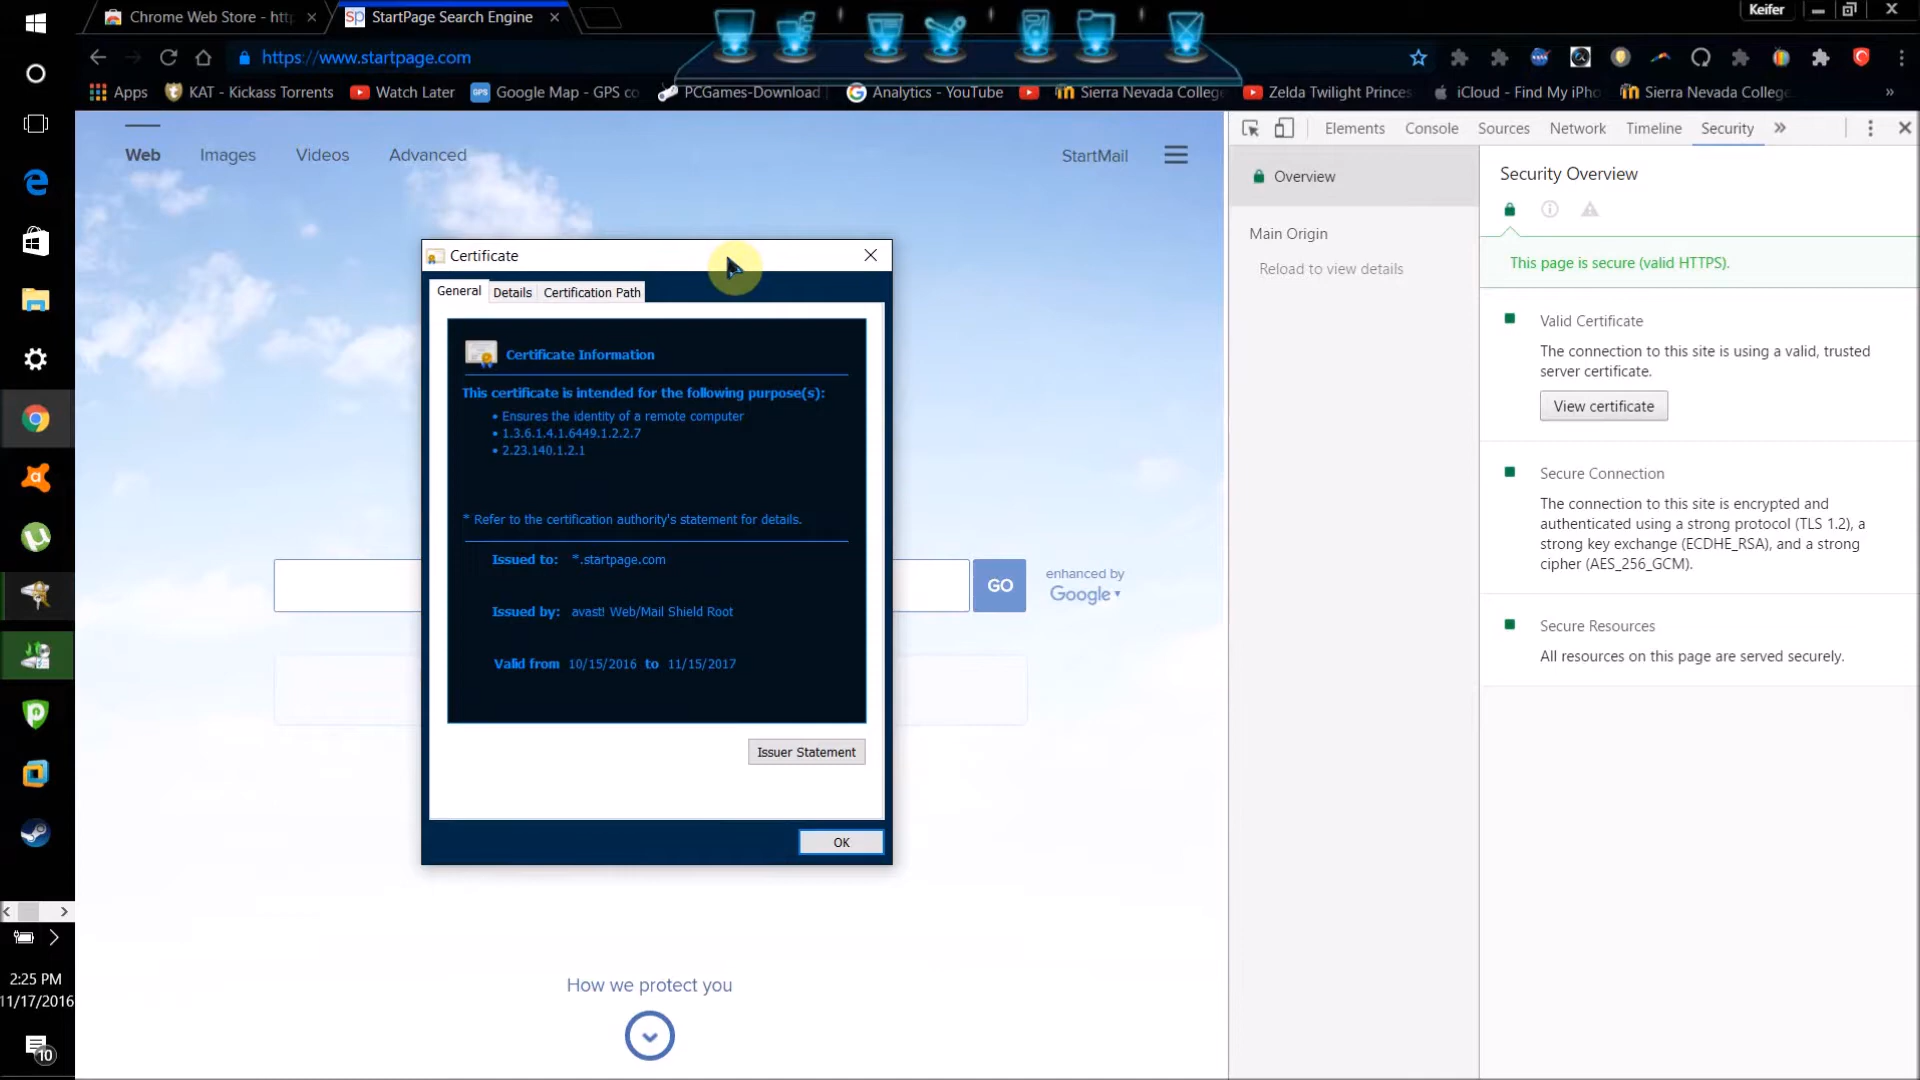 Chrome Web Store - htt
StartPage Search Engine
Keifer
https://www.startpage.com
Apps
KAT - Kickass Torrents
Watch Later
Google Map - GPS co
PCGames-Download
Analytics - YouTube
Sierra Nevada College
Zelda Twilight Princes
iCloud - Find My iPho
Sierra Nevada College
»
Web
Images
Videos
Advanced
StartMail
Elements
Console
Sources
Network
Timeline
Security
»
Overview
Main Origin
Reload to view details
Security Overview
This page is secure (valid HTTPS).
Valid Certificate
The connection to this site is using a valid, trusted
server certificate.
View certificate
Secure Connection
The connection to this site is encrypted and
authenticated using a strong protocol (TLS 1.2), a
strong key exchange (ECDHE_RSA), and a strong
cipher (AES_256_GCM).
Secure Resources
All resources on this page are served securely.
Certificate
General
Details
Certification Path
Certificate Information
This certificate is intended for the following purpose(s):
• Ensures the identity of a remote computer
• 1.3.6.1.4.1.6449.1.2.2.7
• 2.23.140.1.2.1
* Refer to the certification authority's statement for details.
Issued to: *.startpage.com
Issued by: avast! Web/Mail Shield Root
Valid from 10/15/2016 to 11/15/2017
Issuer Statement
OK
GO
enhanced by
Google
How we protect you
2:25 PM
11/17/2016
10